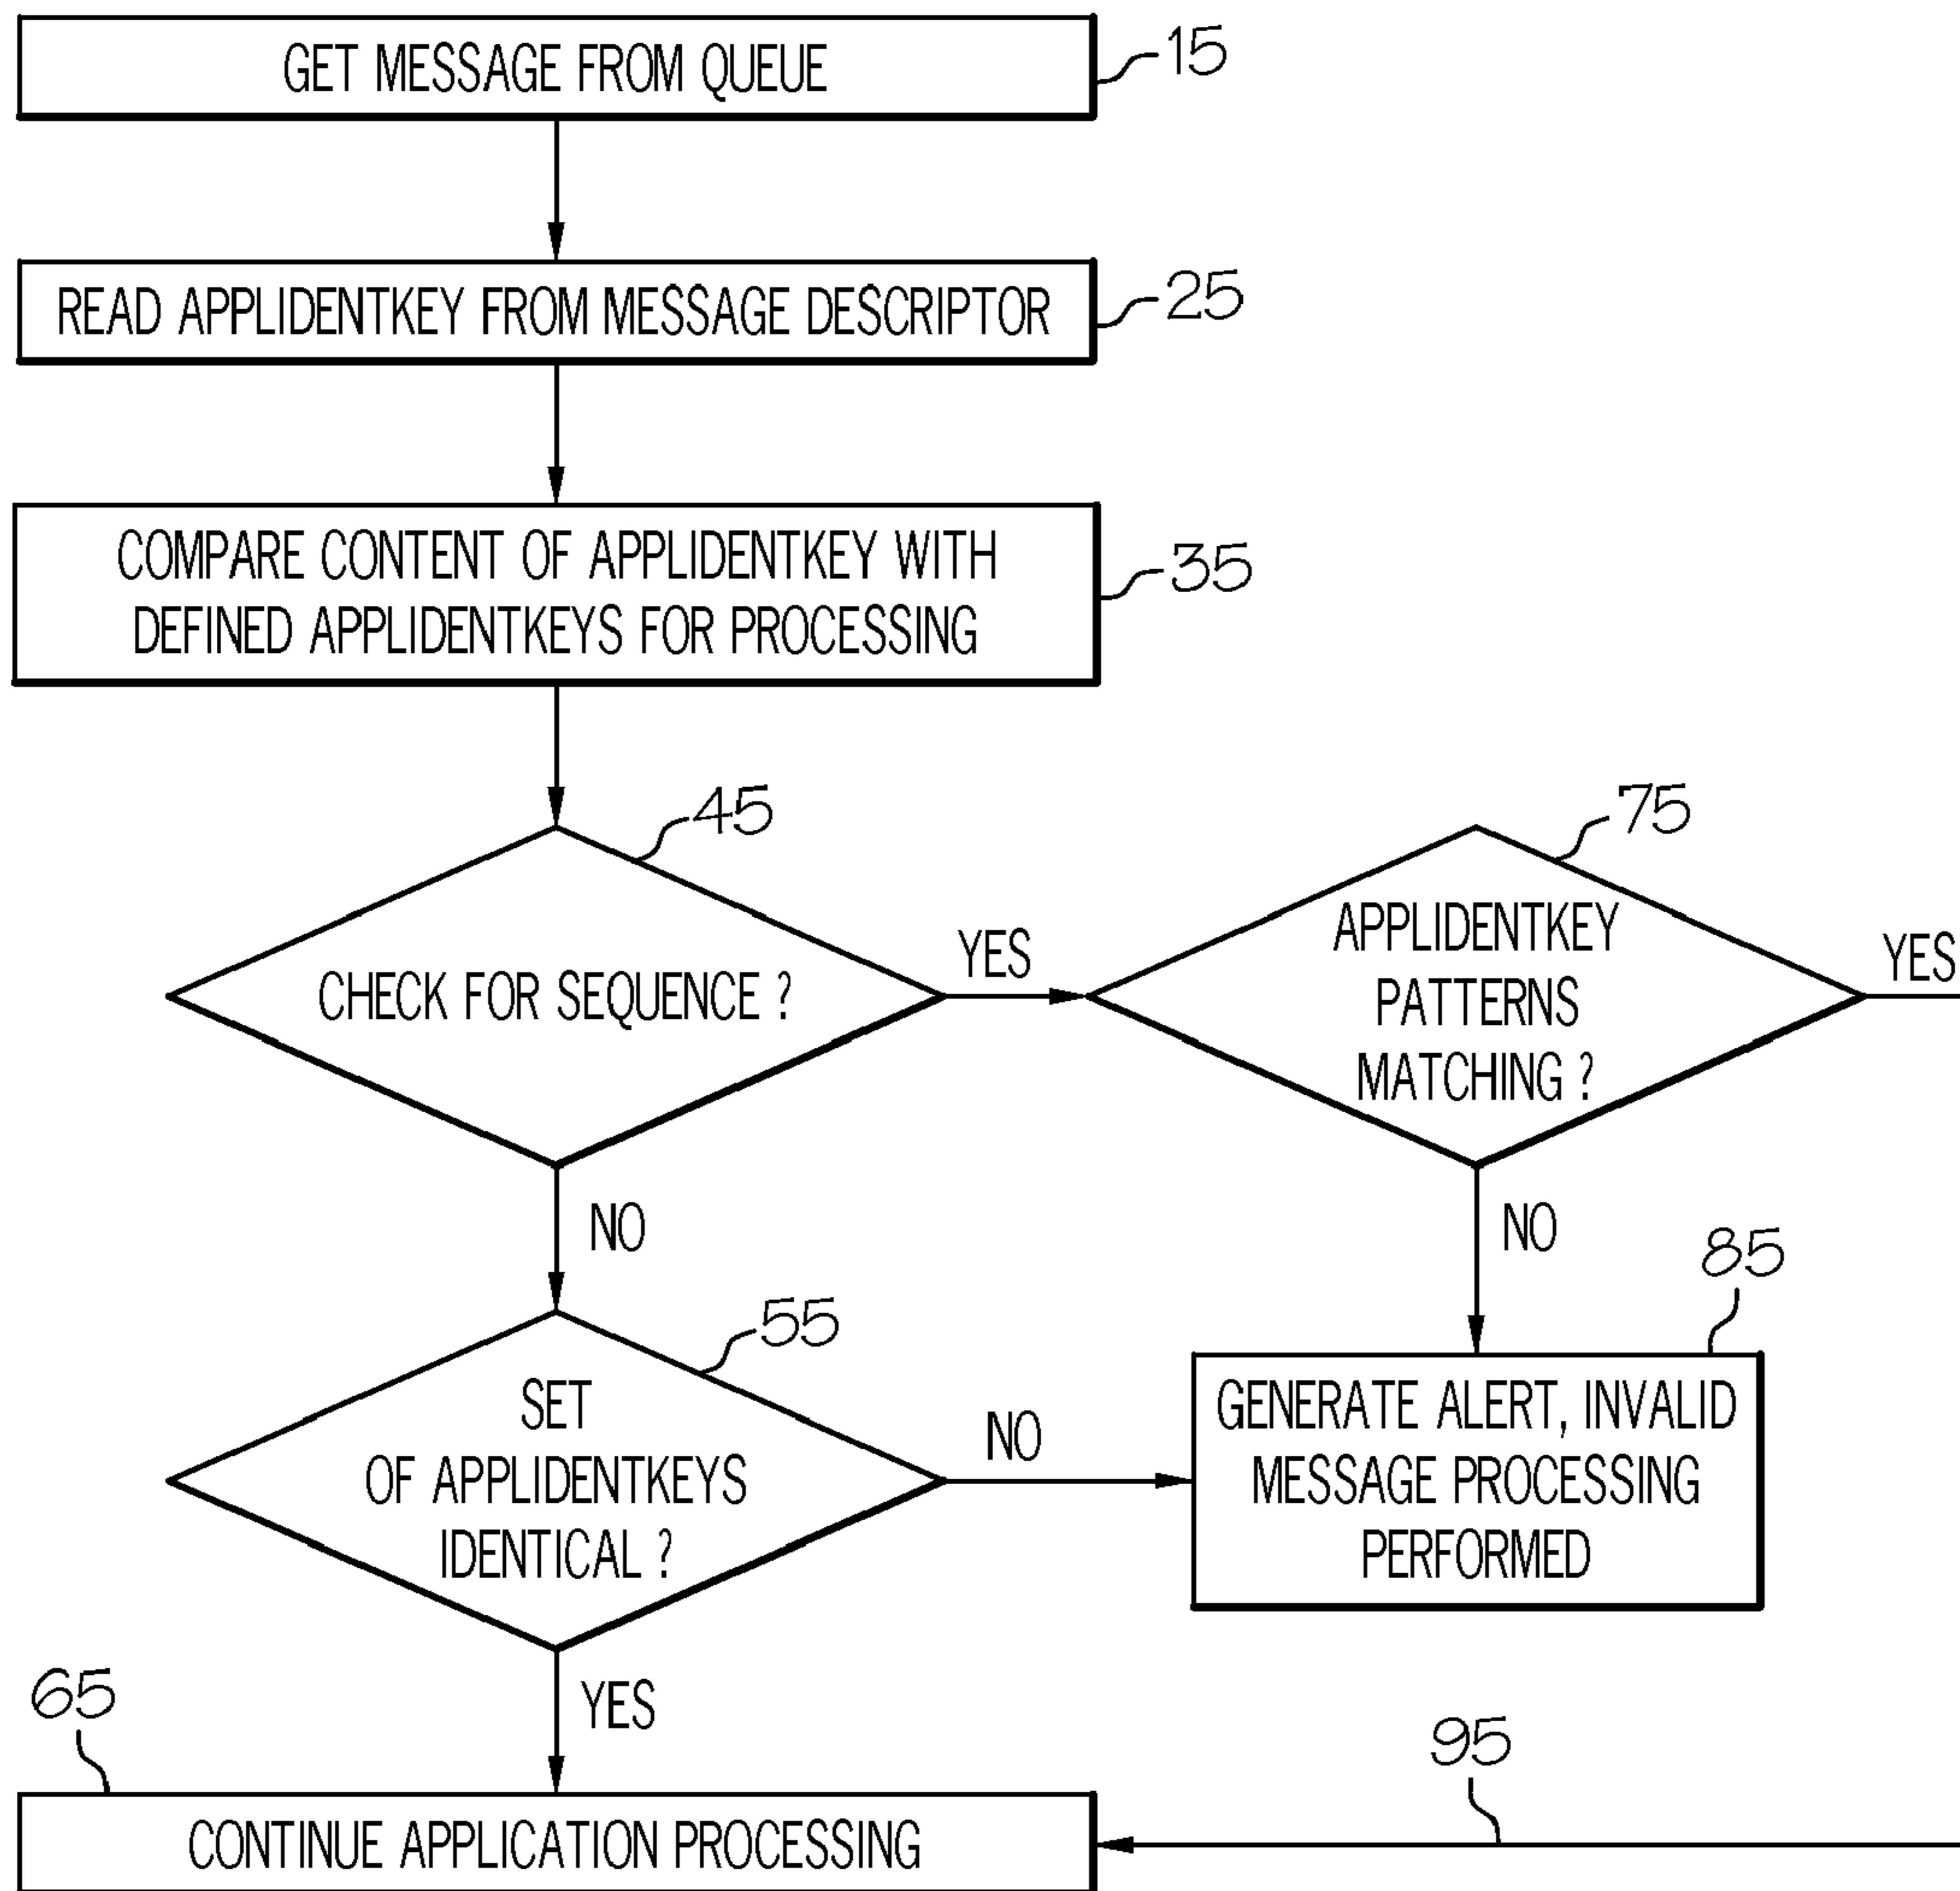 GET MESSAGE FROM QUEUE
15
READ APPLIDENTKEY FROM MESSAGE DESCRIPTOR
25
COMPARE CONTENT OF APPLIDENTKEY WITH
DEFINED APPLIDENTKEYS FOR PROCESSING
35
45
CHECK FOR SEQUENCE ?
YES
75
APPLIDENTKEY
PATTERNS
MATCHING ?
YES
NO
NO
55
SET
OF APPLIDENTKEYS
IDENTICAL ?
NO
85
GENERATE ALERT, INVALID
MESSAGE PROCESSING
PERFORMED
YES
65
CONTINUE APPLICATION PROCESSING
95